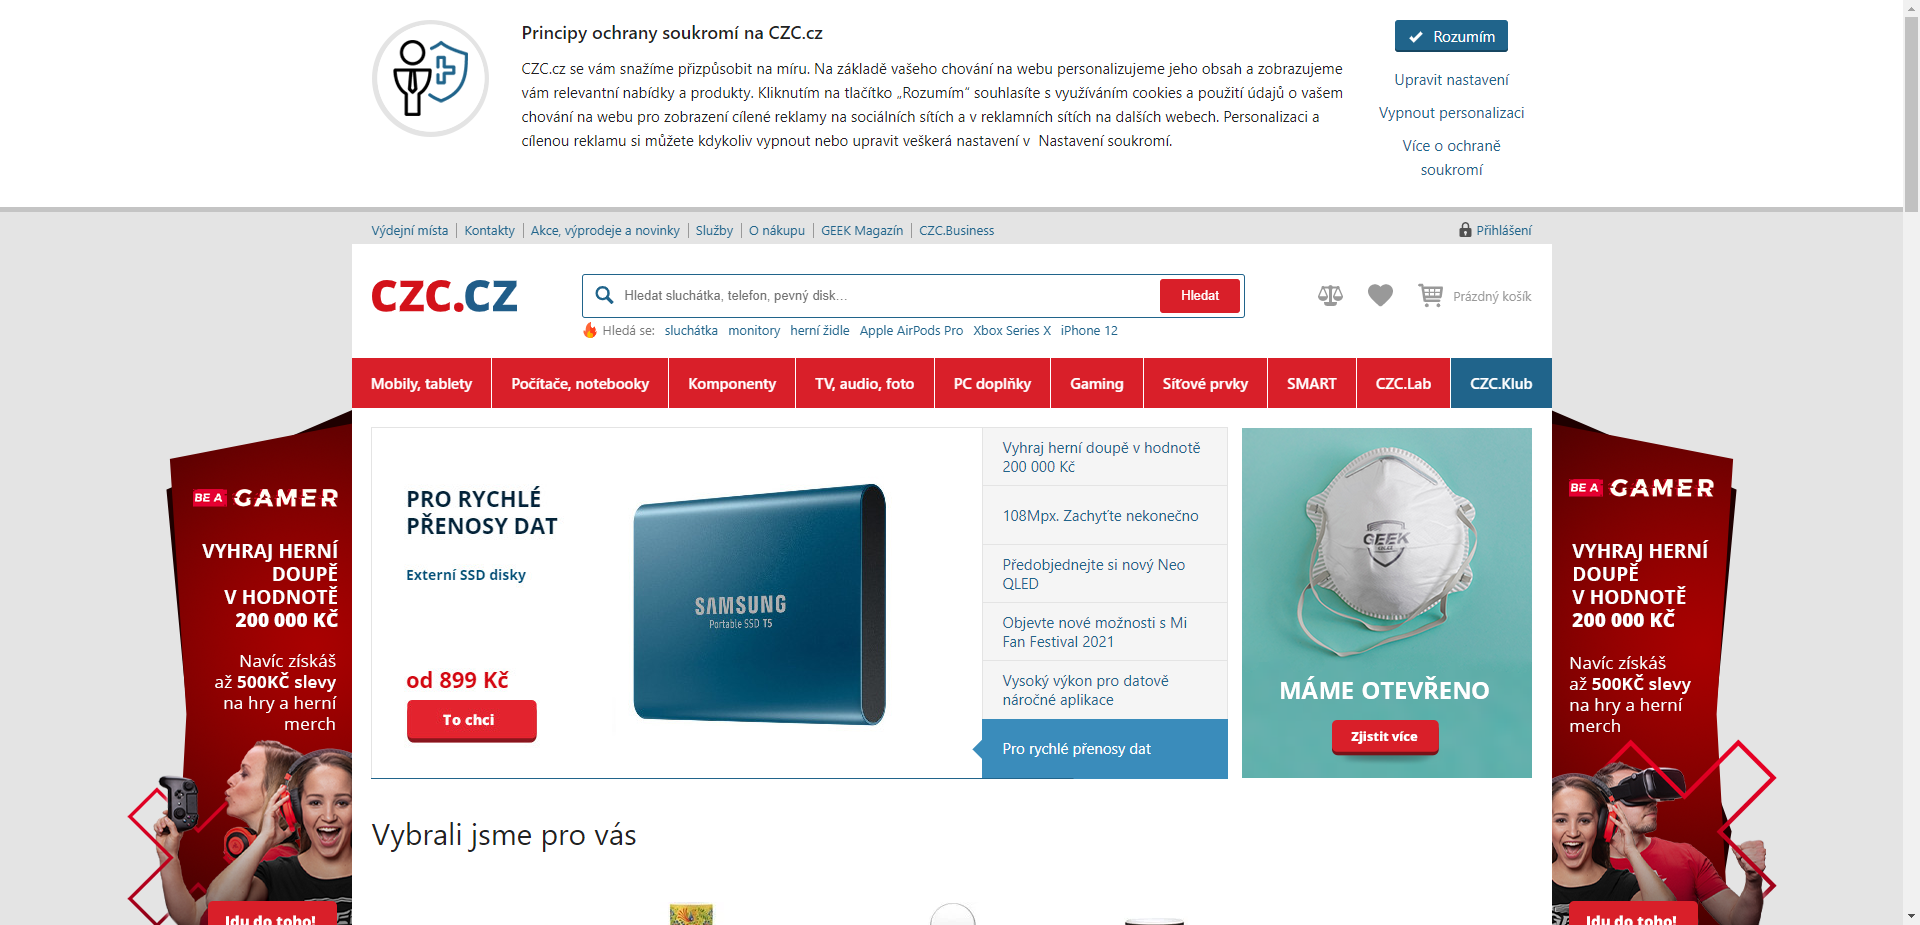 Principy ochrany soukromí na CZC.cz
CZC.cz se vám snažíme přizpůsobit na míru. Na základě vašeho chování na webu personalizujeme jeho obsah a zobrazujeme
vám relevantní nabídky a produkty. Kliknutím na tlačítko „Rozumím“ souhlasíte s využíváním cookies a použití údajů o vašem
chování na webu pro zobrazení cílené reklamy na sociálních sítích a v reklamních sítích na dalších webech. Personalizaci a
cílenou reklamu si můžete kdykoliv vypnout nebo upravit veškerá nastavení v Nastavení soukromí.
Rozumím
Upravit nastavení
Vypnout personalizaci
Více o ochraně
soukromí
Výdejní místa | Kontakty | Akce, výprodeje a novinky | Služby | O nákupu | GEEK Magazín | CZC.Business
Přihlášení
CZC.CZ
Hledat sluchátka, telefon, pevný disk...
Hledat
Prázdný košík
Hledá se: sluchátka monitory herní židle Apple AirPods Pro Xbox Series X iPhone 12
Mobily, tablety Počítače, notebooky Komponenty TV, audio, foto PC doplňky Gaming Síťové prvky SMART CZC.Lab CZC.Klub
BE A GAMER
VYHRAJ HERNÍ
DOUPĚ
V HODNOTĚ
200 000 KČ
Navíc získáš
až 500KČ slevy
na hry a herní
merch
Jdu do toho!
PRO RYCHLÉ
PŘENOSY DAT
Externí SSD disky
od 899 Kč
To chci
SAMSUNG
Portable SSD T5
Vyhraj herní doupě v hodnotě
200 000 Kč
108Mpx. Zachyťte nekonečno
Předobjednejte si nový Neo
QLED
Objevte nové možnosti s Mi
Fan Festival 2021
Vysoký výkon pro datově
náročné aplikace
Pro rychlé přenosy dat
GEEK
MÁME OTEVŘENO
Zjistit více
BE A GAMER
VYHRAJ HERNÍ
DOUPĚ
V HODNOTĚ
200 000 KČ
Navíc získáš
až 500KČ slevy
na hry a herní
merch
Jdu do toho!
Vybrali jsme pro vás